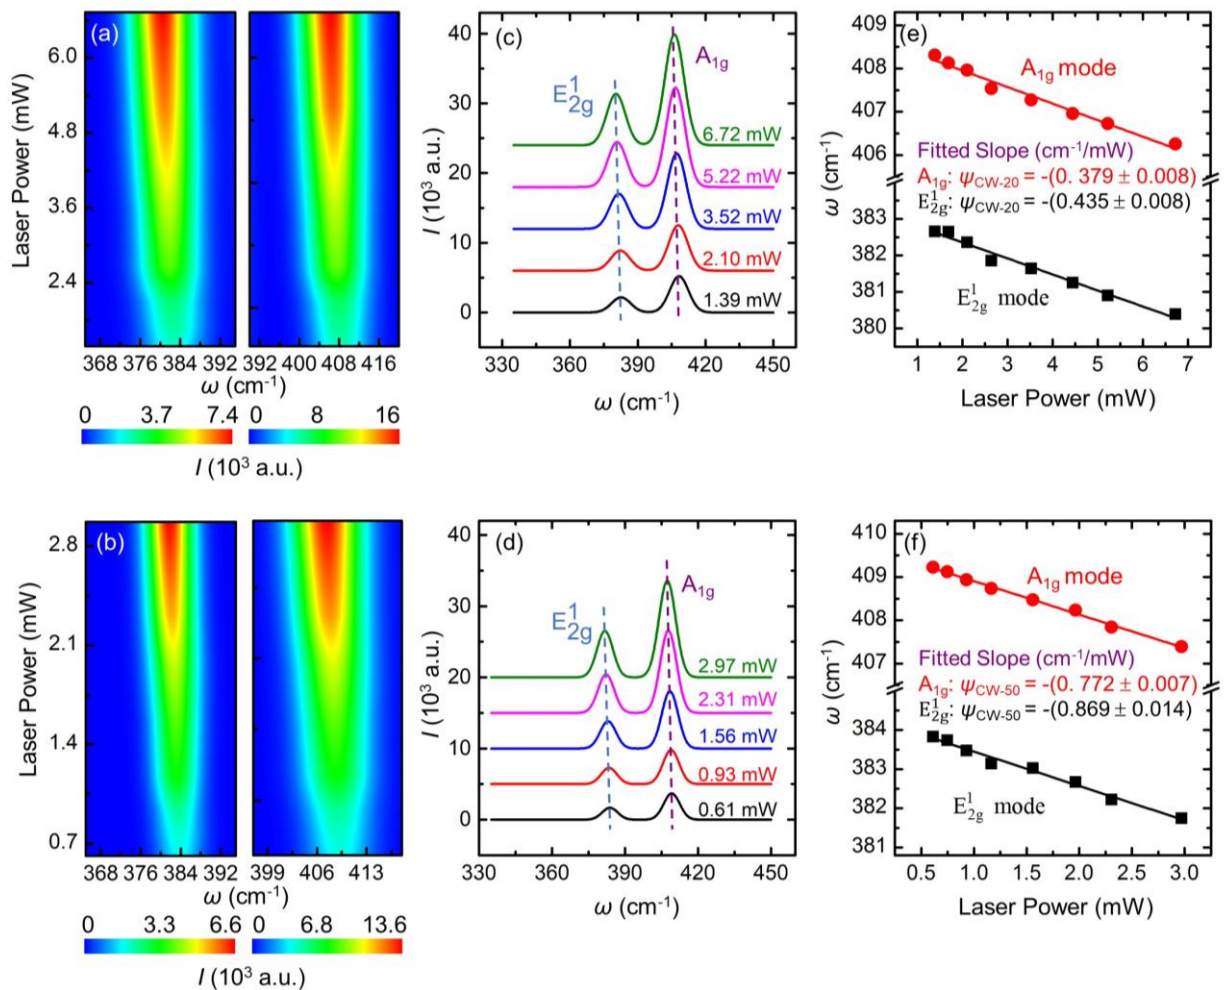 (a)
Laser Power (mW)
6.0
4.8
3.6
2.4
368 376 384 392
392 400 408 416
ω (cm⁻¹)
0 3.7 7.4
0 8 16
I (10³ a.u.)
(c)
I (10³ a.u.)
40
30
20
10
0
E¹₂g
A₁g
6.72 mW
5.22 mW
3.52 mW
2.10 mW
1.39 mW
330 360 390 420 450
ω (cm⁻¹)
(e)
ω (cm⁻¹)
409
408
407
406
383
382
381
380
A₁g mode
Fitted Slope (cm⁻¹/mW)
A₁g: ψCW-20 = -(0. 379 ± 0.008)
E¹₂g: ψCW-20 = -(0.435 ± 0.008)
E¹₂g mode
1 2 3 4 5 6 7
Laser Power (mW)
(b)
Laser Power (mW)
2.8
2.1
1.4
0.7
368 376 384 392
399 406 413
ω (cm⁻¹)
0 3.3 6.6
0 6.8 13.6
I (10³ a.u.)
(d)
I (10³ a.u.)
40
30
20
10
0
E¹₂g
A₁g
2.97 mW
2.31 mW
1.56 mW
0.93 mW
0.61 mW
330 360 390 420 450
ω (cm⁻¹)
(f)
ω (cm⁻¹)
410
409
408
407
384
383
382
381
A₁g mode
Fitted Slope (cm⁻¹/mW)
A₁g: ψCW-50 = -(0. 772 ± 0.007)
E¹₂g: ψCW-50 = -(0.869 ± 0.014)
E¹₂g mode
0.5 1.0 1.5 2.0 2.5 3.0
Laser Power (mW)